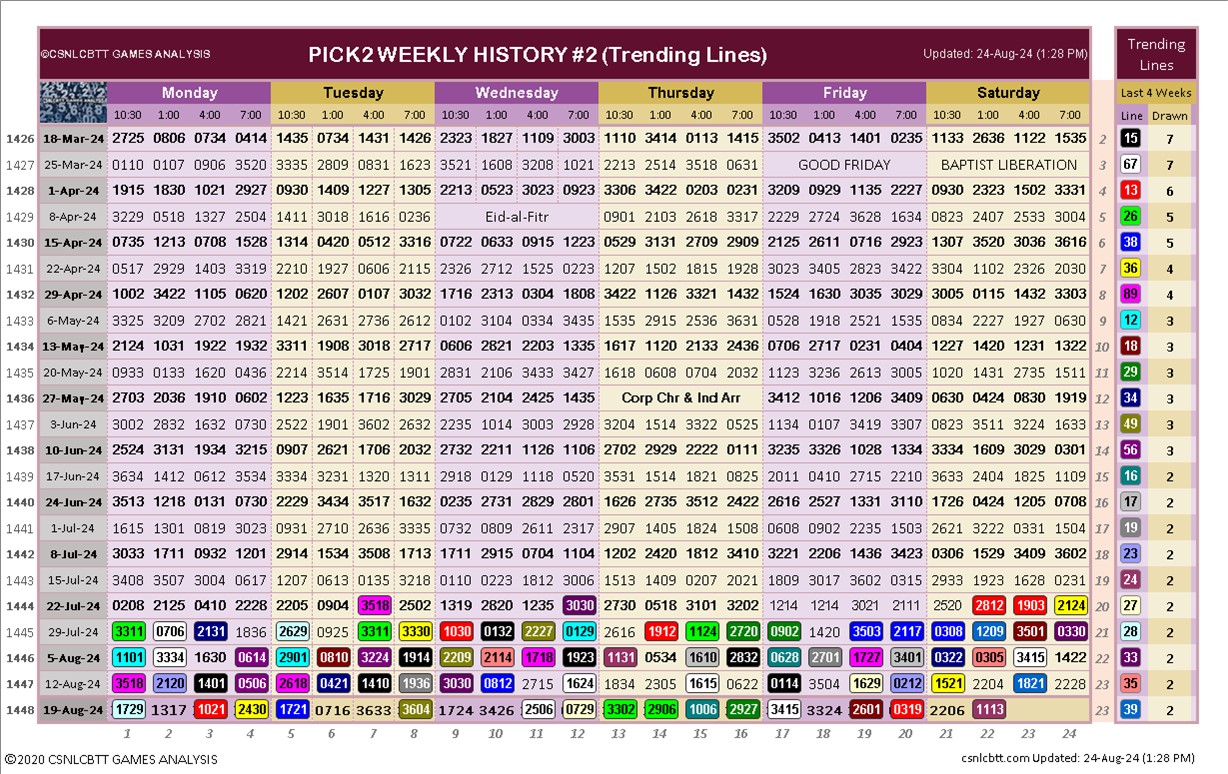 ©CSNLCBTT GAMES ANALYSIS PICK2 WEEKLY HISTORY #2 (Trending Lines) Updated: 24-Aug-24 (1:28 PM) Trending Lines
Monday Tuesday Wednesday Thursday Friday Saturday Last 4 Weeks
10:30 1:00 4:00 7:00 10:30 1:00 4:00 7:00 10:30 1:00 4:00 7:00 10:30 1:00 4:00 7:00 10:30 1:00 4:00 7:00 10:30 1:00 4:00 7:00 Line Drawn
1426 18-Mar-24 2725 0806 0734 0414 1435 0734 1431 1426 2323 1827 1109 3003 1110 3414 0113 1415 3502 0413 1401 0235 1133 2636 1122 1535 2 15 7
1427 25-Mar-24 0110 0107 0906 3520 3335 2809 0831 1623 3521 1608 3208 1021 2213 2514 3518 0631 GOOD FRIDAY BAPTIST LIBERATION 3 67 7
1428 1-Apr-24 1915 1830 1021 2927 0930 1409 1227 1305 2213 0523 3023 0923 3306 3422 0203 0231 3209 0929 1135 2227 0930 2323 1502 3331 4 13 6
1429 8-Apr-24 3229 0518 1327 2504 1411 3018 1616 0236 Eid-al-Fitr 0901 2103 2618 3317 2229 2724 3628 1634 0823 2407 2533 3004 5 26 5
1430 15-Apr-24 0735 1213 0708 1528 1314 0420 0512 3316 0722 0633 0915 1223 0529 3131 2709 2909 2125 2611 0716 2923 1307 3520 3036 3616 6 38 5
1431 22-Apr-24 0517 2929 1403 3319 2210 1927 0606 2115 2326 2712 1525 0223 1207 1502 1815 1928 3023 3405 2823 3422 3304 1102 2326 2030 7 36 4
1432 29-Apr-24 1002 3422 1105 0620 1202 2607 0107 3033 1716 2313 0304 1808 3422 1126 3321 1432 1524 1630 3035 3029 3005 0115 1432 3303 8 89 4
1433 6-May-24 3325 3209 2702 2821 1421 2631 2736 2612 0102 3104 0334 3435 1535 2915 2536 3631 0528 1918 2521 1535 0834 2227 1927 0630 9 12 3
1434 13-May-24 2124 1031 1922 1932 3311 1908 3018 2717 0606 2821 2203 1335 1617 1120 2133 2436 0706 2717 0231 0404 1227 1420 1231 1322 10 18 3
1435 20-May-24 0933 0133 1620 0436 2214 3514 1725 1901 2831 2106 3433 3427 1618 0608 0704 2032 1123 3236 2613 3005 1020 1431 2735 1511 11 29 3
1436 27-May-24 2703 2036 1910 0602 1223 1635 1716 3029 2705 2104 2425 1435 Corp Chr & Ind Arr 3412 1016 1206 3409 0630 0424 0830 1919 12 34 3
1437 3-Jun-24 3002 2832 1632 0730 2522 1901 3602 2632 2235 1014 3003 2928 3204 1514 3322 0525 1134 0107 3419 3307 0823 3511 3224 1633 13 49 3
1438 10-Jun-24 2524 3131 1934 3215 0907 2621 1706 2032 2732 2211 1126 1106 2702 2929 2522 0111 3235 3326 1028 1334 3334 1609 3029 0301 14 56 3
1439 17-Jun-24 3634 1412 0612 3534 3334 3231 1320 1311 2918 0129 1118 0520 3531 1514 1821 0825 2011 0410 2715 2210 3633 2404 1825 1109 15 16 2
1440 24-Jun-24 3513 1218 0131 0730 2229 3434 3517 1632 0235 2731 2829 2801 1626 2735 3512 2422 2616 2527 1331 3110 1726 0424 1205 0708 16 17 2
1441 1-Jul-24 1615 1301 0819 3023 0931 2710 2636 3335 0732 0809 2611 2317 2907 1405 1824 1508 0608 0902 2235 1503 2621 3222 0331 1504 17 19 2
1442 8-Jul-24 3033 1711 0932 1201 2914 1534 3508 1713 1711 2915 0704 1104 1202 2420 1812 3410 3221 2206 1436 3423 0306 1529 3409 3602 18 23 2
1443 15-Jul-24 3408 3507 3004 0617 1207 0613 0135 3218 0110 0223 1812 3006 1513 1409 0207 2021 1809 3017 3602 0315 2933 1923 1628 0231 19 24 2
1444 22-Jul-24 0208 2125 0410 2228 2205 0904 3518 2502 1319 2820 1235 3030 2730 0518 3101 3202 1214 1214 3021 2111 2520 2812 1903 2124 20 27 2
1445 29-Jul-24 3311 0706 2131 1836 2629 0925 3311 3330 1030 0132 2227 0129 2616 1912 1124 2720 0902 1420 3503 2117 0308 1209 3501 0330 21 28 2
1446 5-Aug-24 1101 3334 1630 0614 2901 0810 3224 1914 2209 2114 1718 1923 1131 0534 1610 2832 0628 2701 1727 3401 0322 0305 3415 1422 22 33 2
1447 12-Aug-24 3518 2120 1401 0506 2618 0421 1410 1936 3030 0812 2715 1624 1834 2305 1615 0622 0114 3504 1629 0212 1521 2204 1821 2228 23 35 2
1448 19-Aug-24 1729 1317 1021 2430 1721 0716 3633 3604 1724 3426 2506 0729 3302 2906 1006 2927 3415 3324 2601 0319 2206 1113 23 39 2
1 2 3 4 5 6 7 8 9 10 11 12 13 14 15 16 17 18 19 20 21 22 23 24
©2020 CSNLCBTT GAMES ANALYSIS csnlcbtt.com Updated: 24-Aug-24 (1:28 PM)